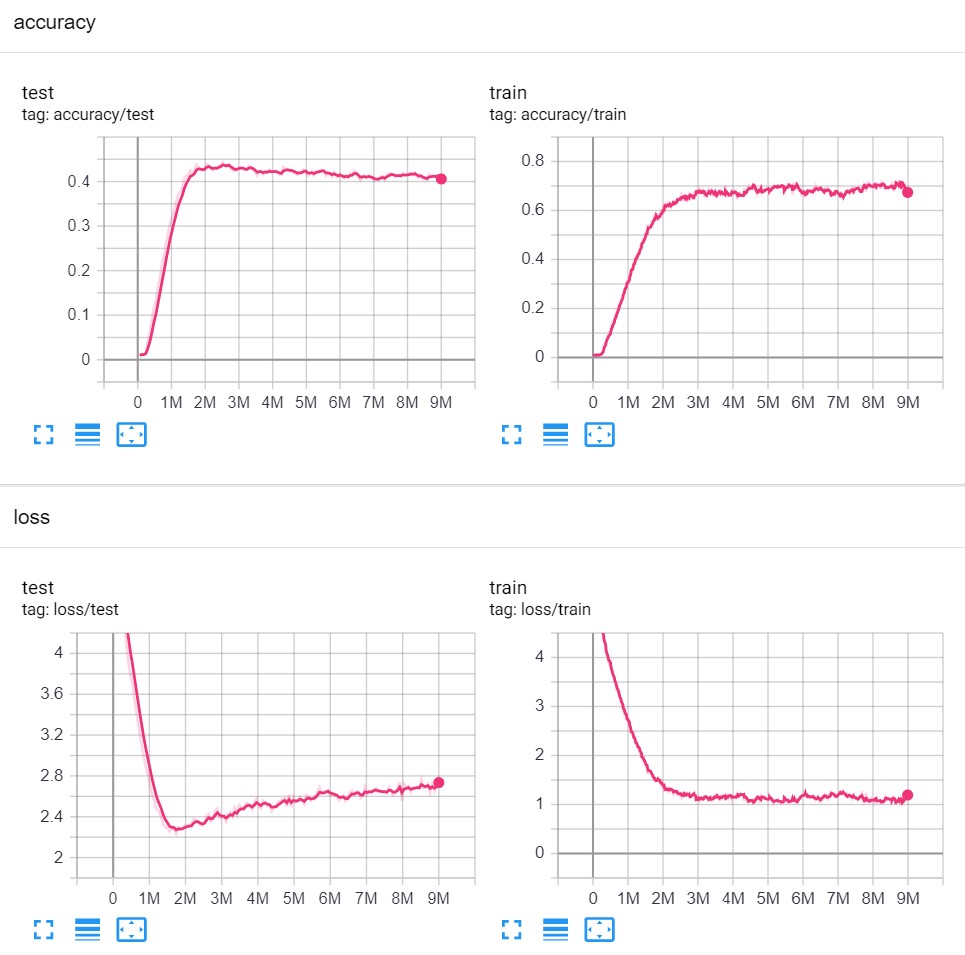 accuracy
test
tag: accuracy/test
0.4
0.3
0.2
0.1
0
0 1M 2M 3M 4M 5M 6M 7M 8M 9M
train
tag: accuracy/train
0.8
0.6
0.4
0.2
0
0 1M 2M 3M 4M 5M 6M 7M 8M 9M
loss
test
tag: loss/test
4
3.6
3.2
2.8
2.4
2
0 1M 2M 3M 4M 5M 6M 7M 8M 9M
train
tag: loss/train
4
3
2
1
0
0 1M 2M 3M 4M 5M 6M 7M 8M 9M